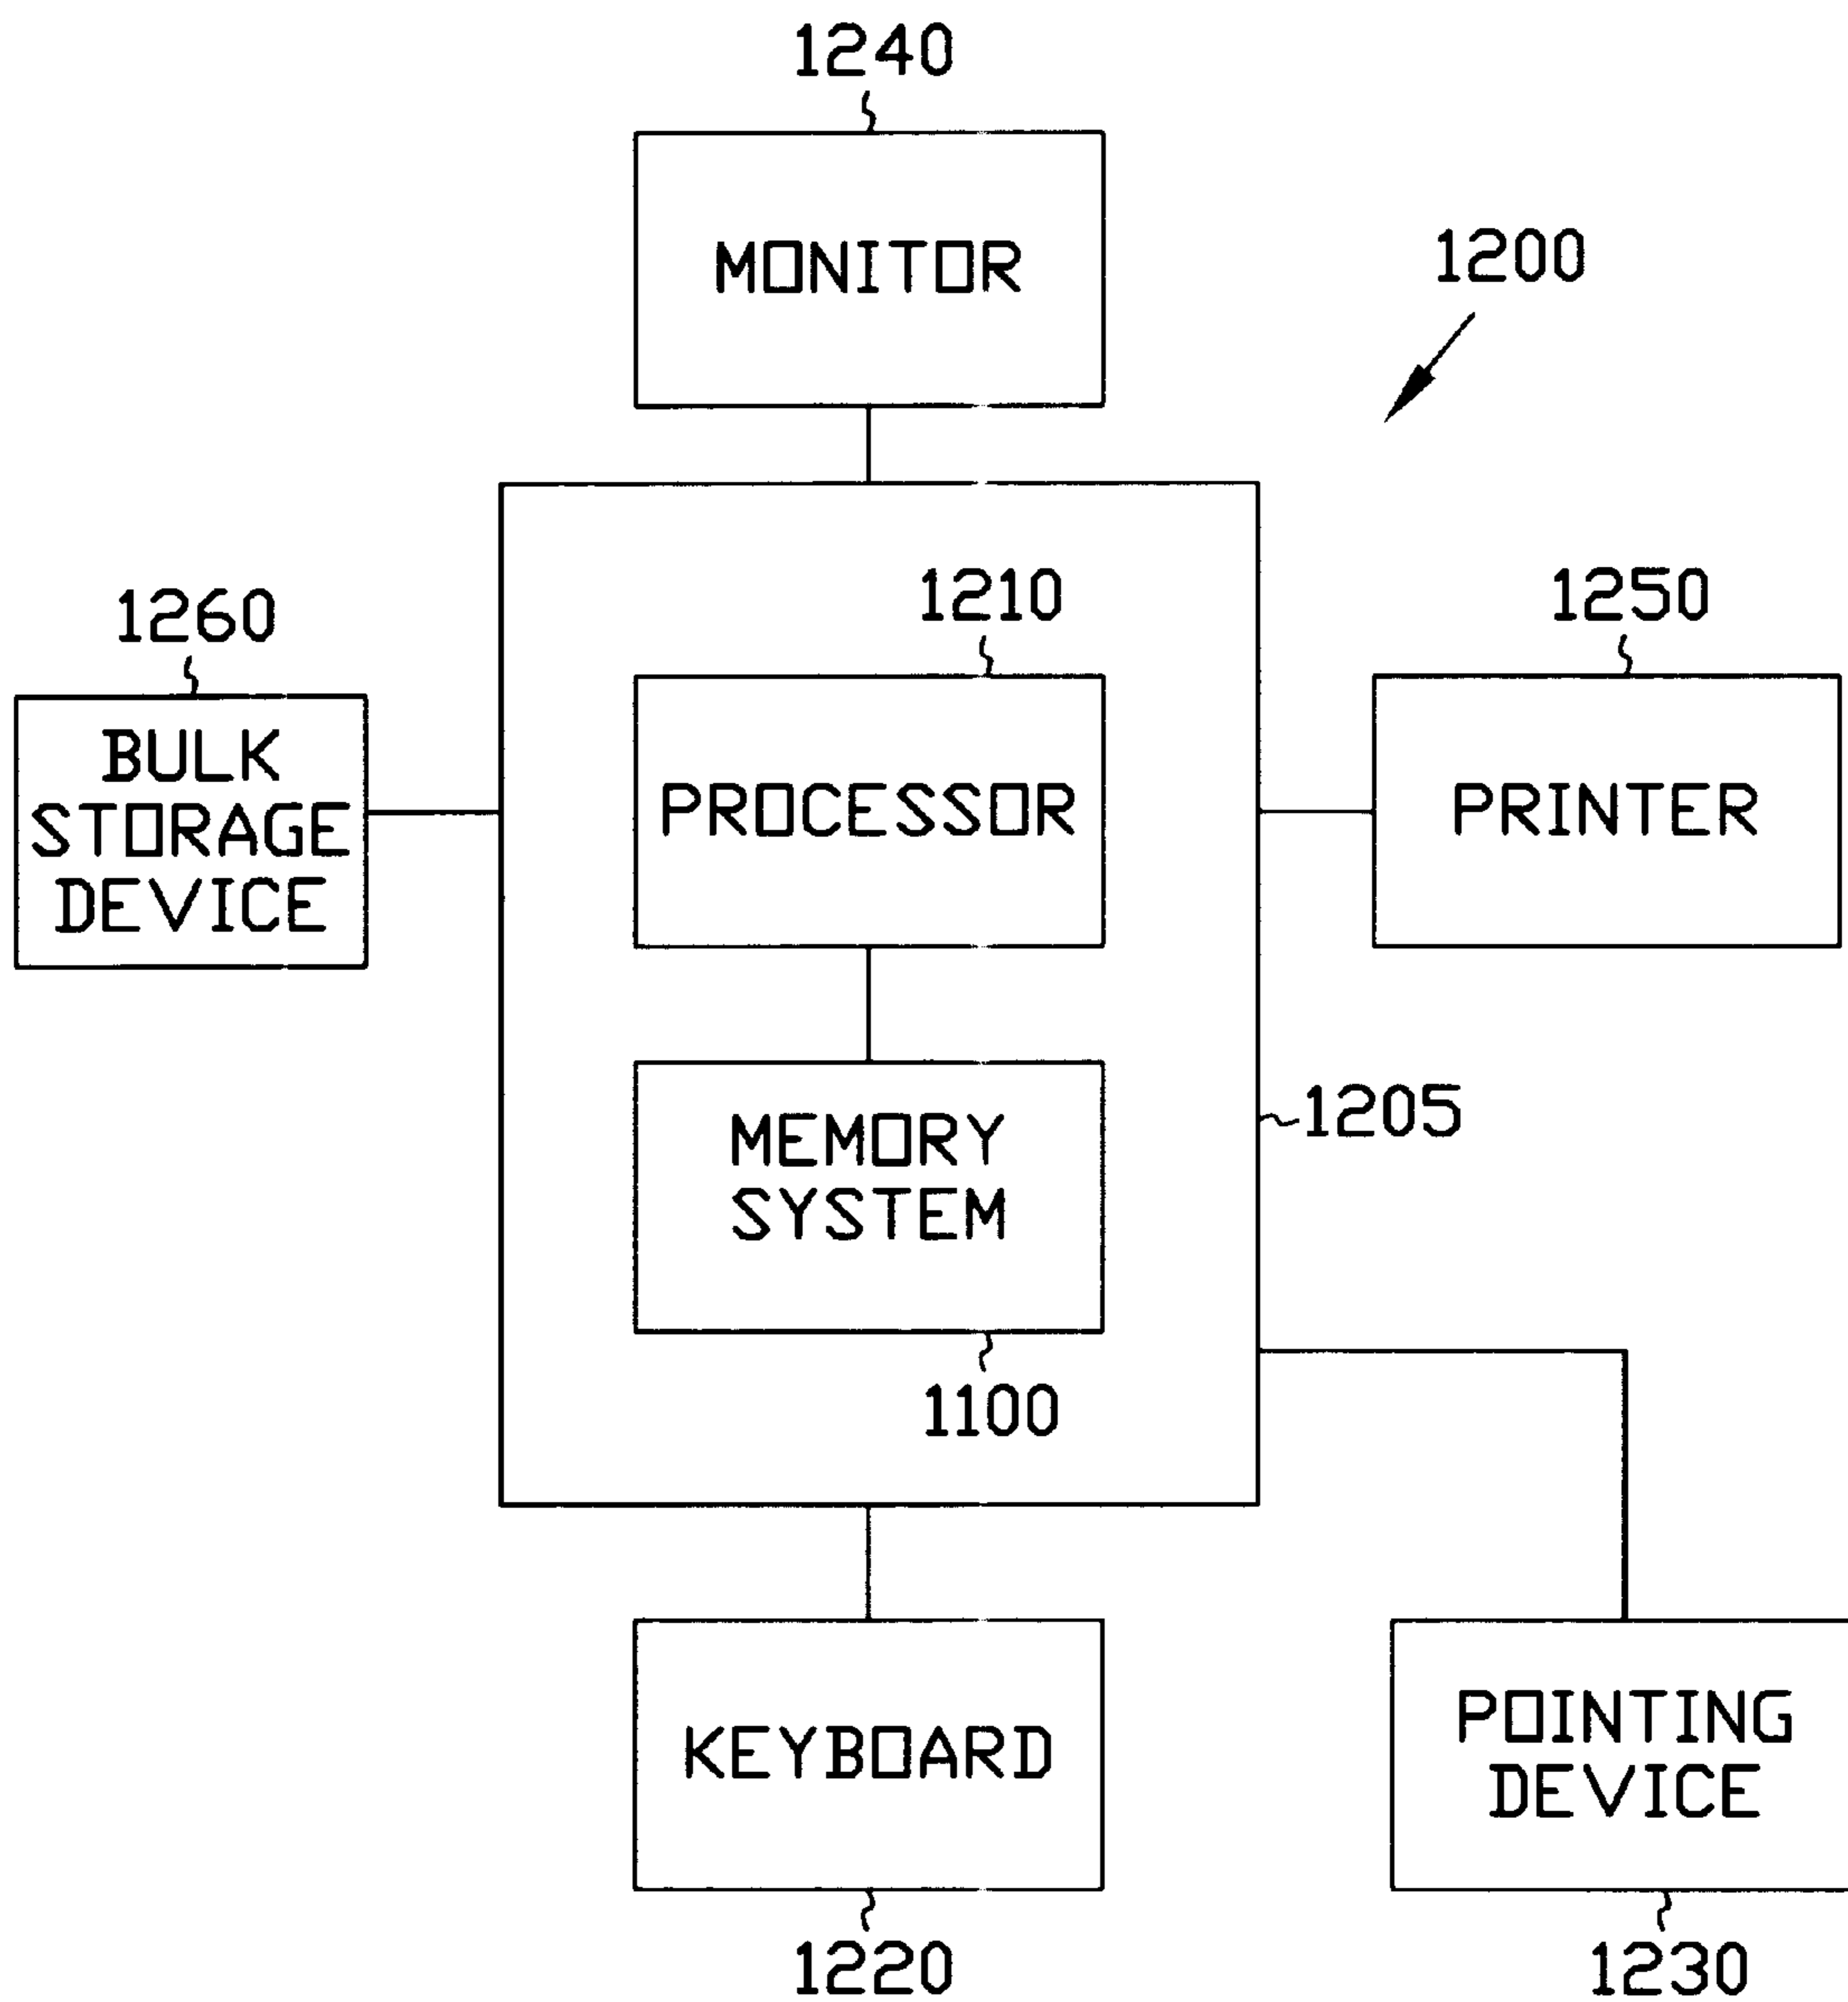 1240
MONITOR
1200
1260
BULK
STORAGE
DEVICE
1210
PROCESSOR
1250
PRINTER
MEMORY
SYSTEM
1205
1100
KEYBOARD
1220
POINTING
DEVICE
1230